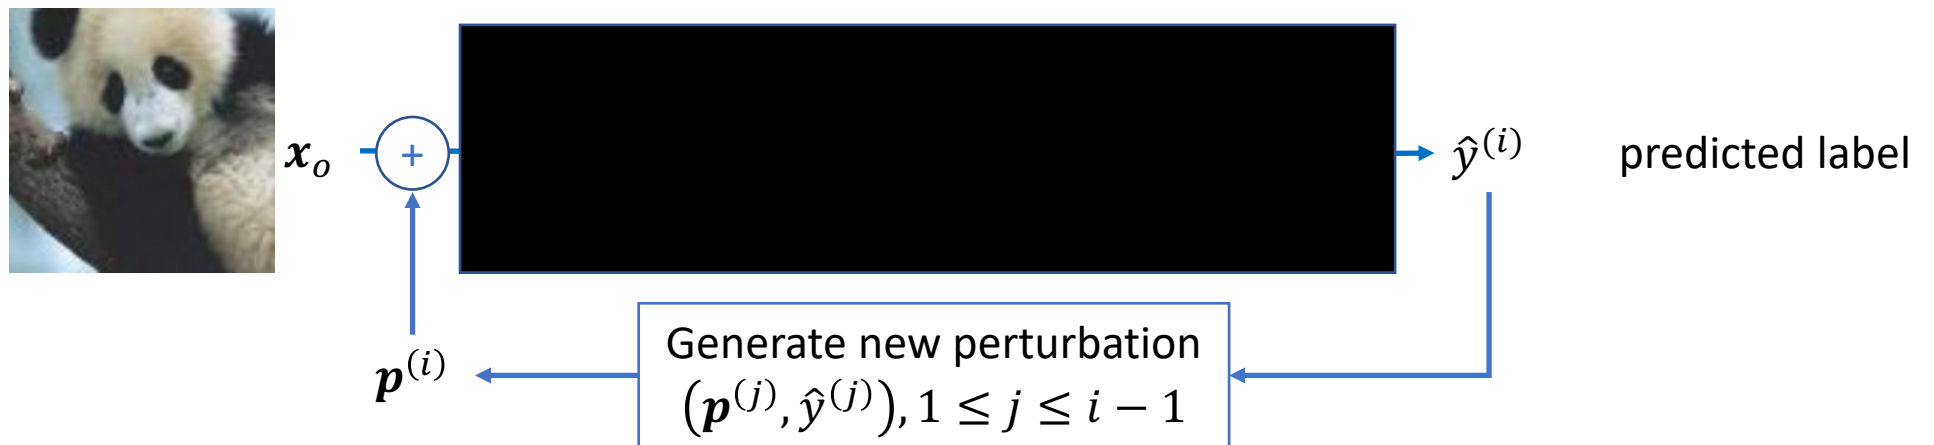 𝒙ₒ
+
ŷ⁽ⁱ⁾
predicted label
Generate new perturbation
(𝒑⁽ʲ⁾, ŷ⁽ʲ⁾), 1 ≤ j ≤ i − 1
𝒑⁽ⁱ⁾